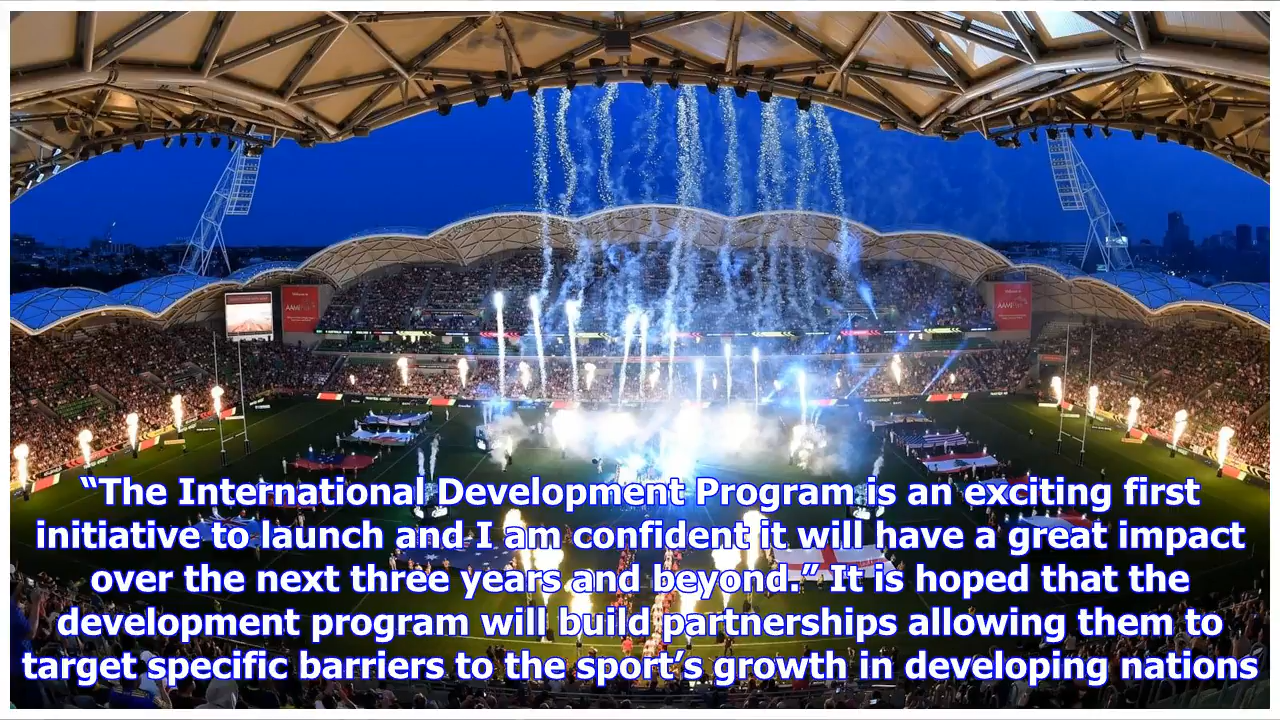 AAMI
“The International Development Program is an exciting first
initiative to launch and I am confident it will have a great impact
over the next three years and beyond.” It is hoped that the
development program will build partnerships allowing them to
target specific barriers to the sport’s growth in developing nations